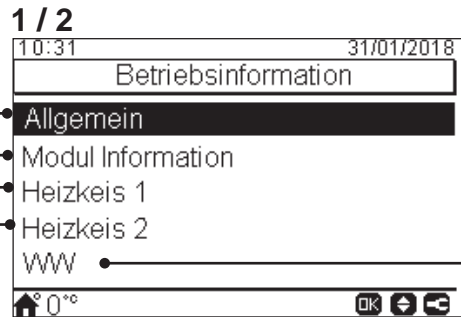 1 / 2
10:31 31/01/2018
Betriebsinformation
Allgemein
Modul Information
Heizkeis 1
Heizkeis 2
WW
0°° OK